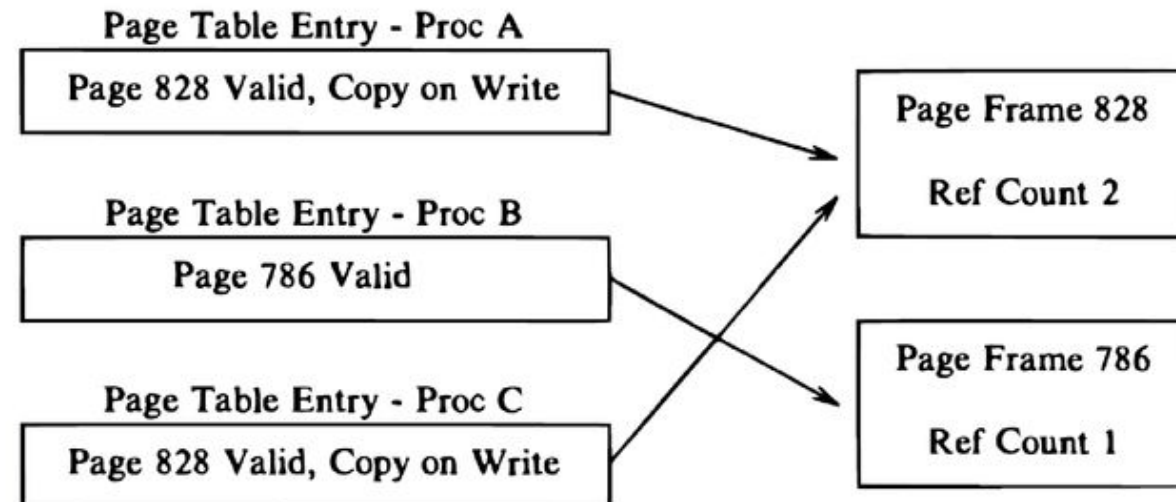 Page Table Entry - Proc A
Page 828 Valid, Copy on Write
Page Table Entry - Proc B
Page 786 Valid
Page Table Entry - Proc C
Page 828 Valid, Copy on Write
Page Frame 828
Ref Count 2
Page Frame 786
Ref Count 1